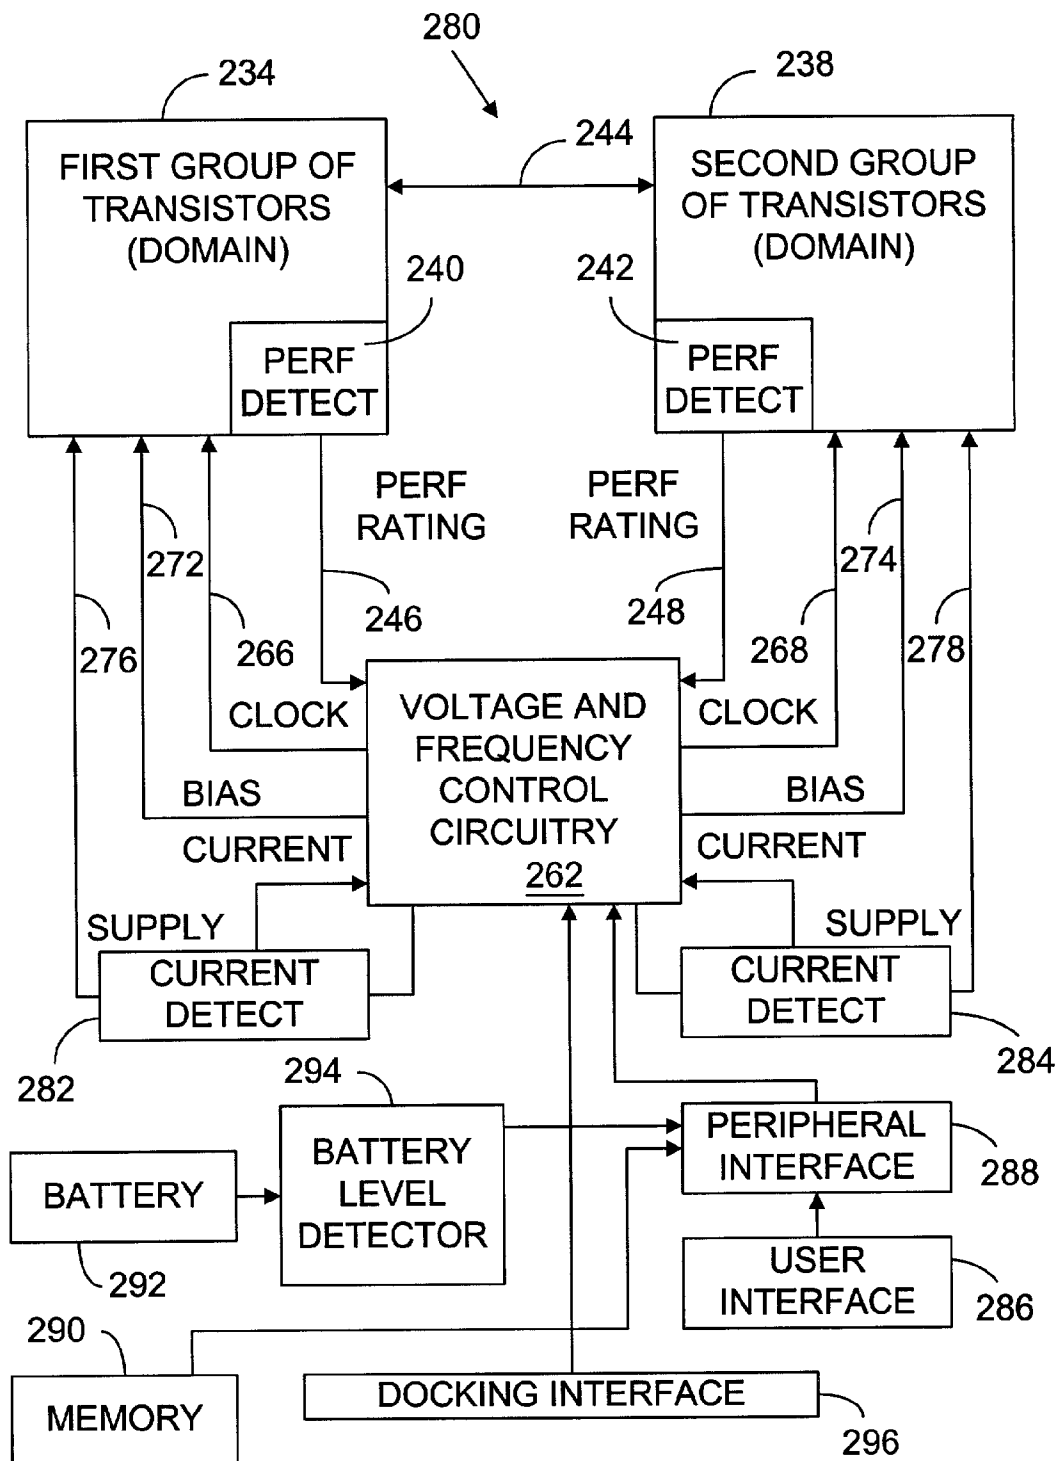 280
234
238
FIRST GROUP OF
TRANSISTORS
(DOMAIN)
244
SECOND GROUP
OF TRANSISTORS
(DOMAIN)
240
242
PERF
DETECT
PERF
DETECT
PERF
RATING
PERF
RATING
272
274
276
266
246
248
268
278
CLOCK
VOLTAGE AND
FREQUENCY
CONTROL
CIRCUITRY
262
CLOCK
BIAS
BIAS
CURRENT
CURRENT
SUPPLY
SUPPLY
CURRENT
DETECT
CURRENT
DETECT
282
284
294
BATTERY
LEVEL
DETECTOR
PERIPHERAL
INTERFACE
288
BATTERY
292
USER
INTERFACE
286
290
MEMORY
DOCKING INTERFACE
296